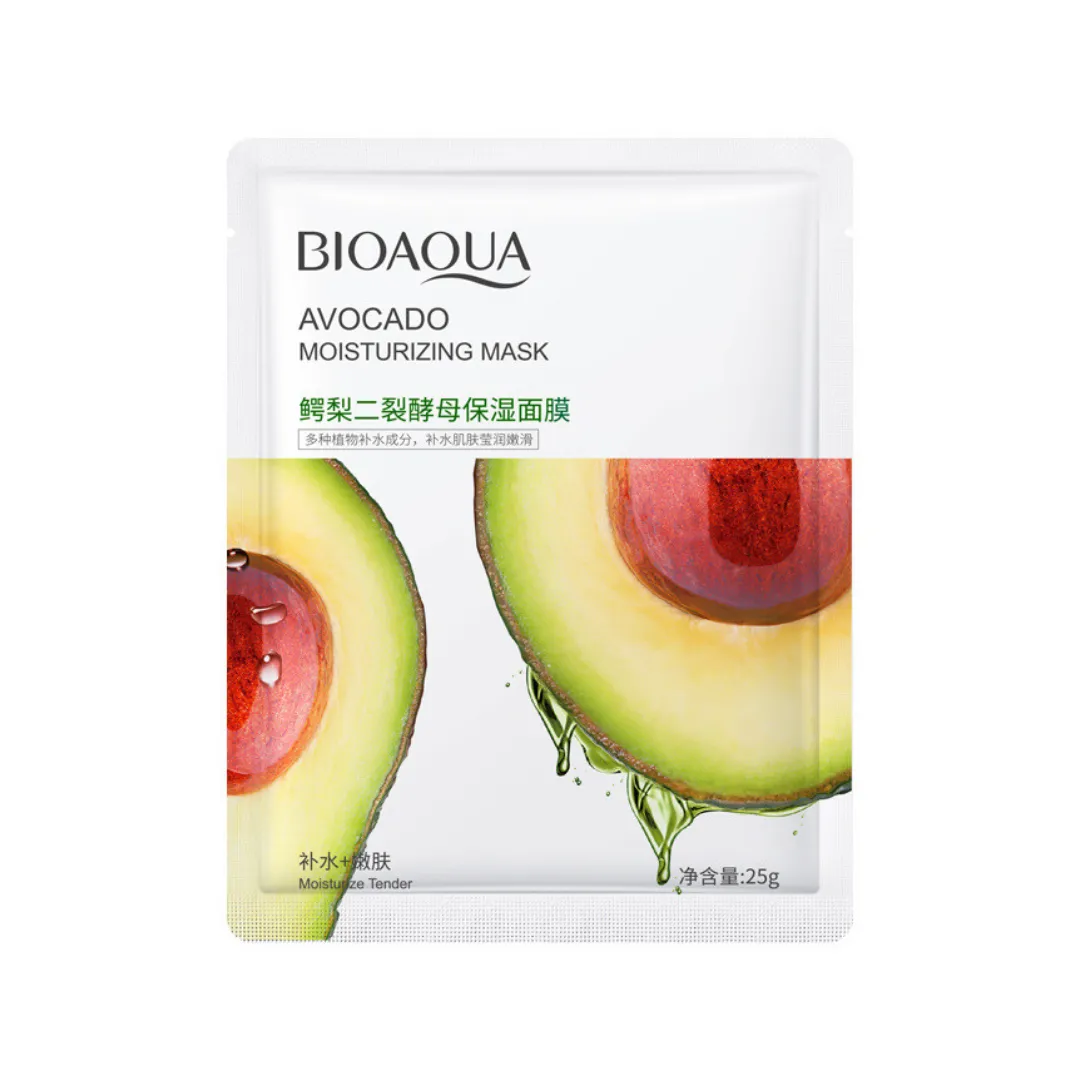 BIOAQUA
AVOCADO
MOISTURIZING MASK
鳄梨二裂酵母保湿面膜
多种植物补水成分，补水肌肤莹润嫩滑
补水+嫩肤
Moisturize Tender
净含量:25g